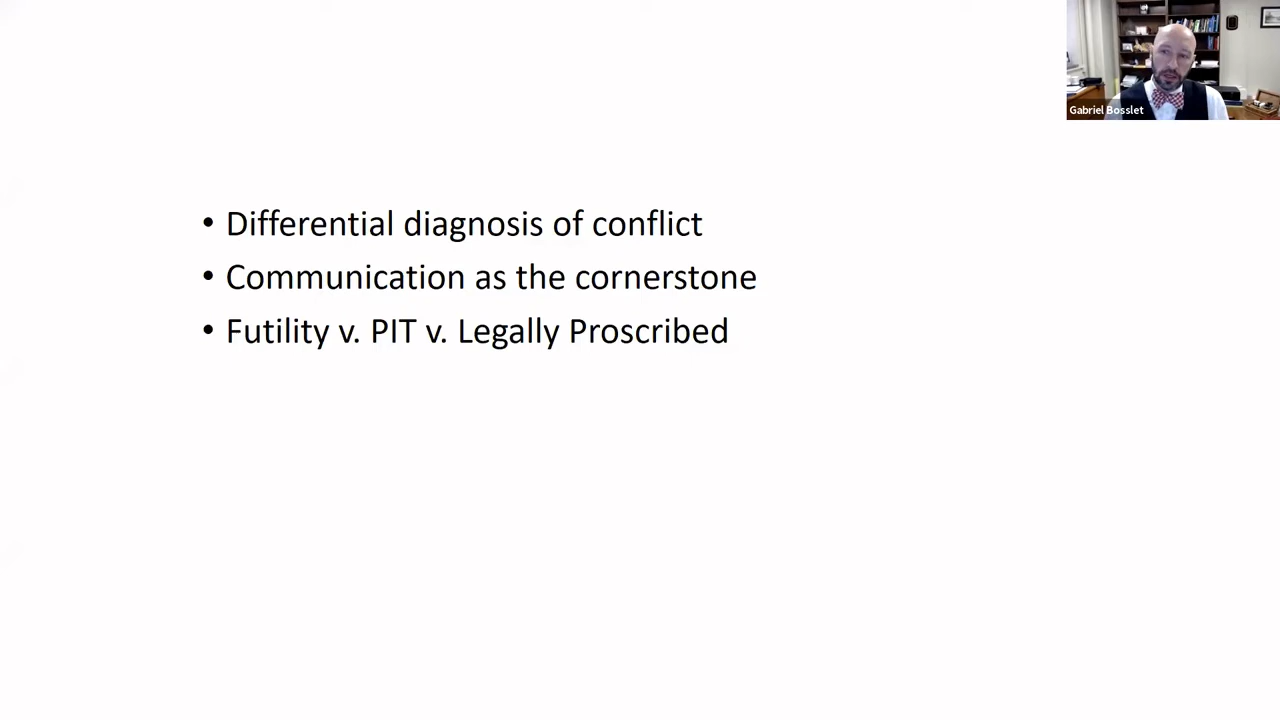 Gabriel Bosslet
• Differential diagnosis of conflict
• Communication as the cornerstone
• Futility v. PIT v. Legally Proscribed